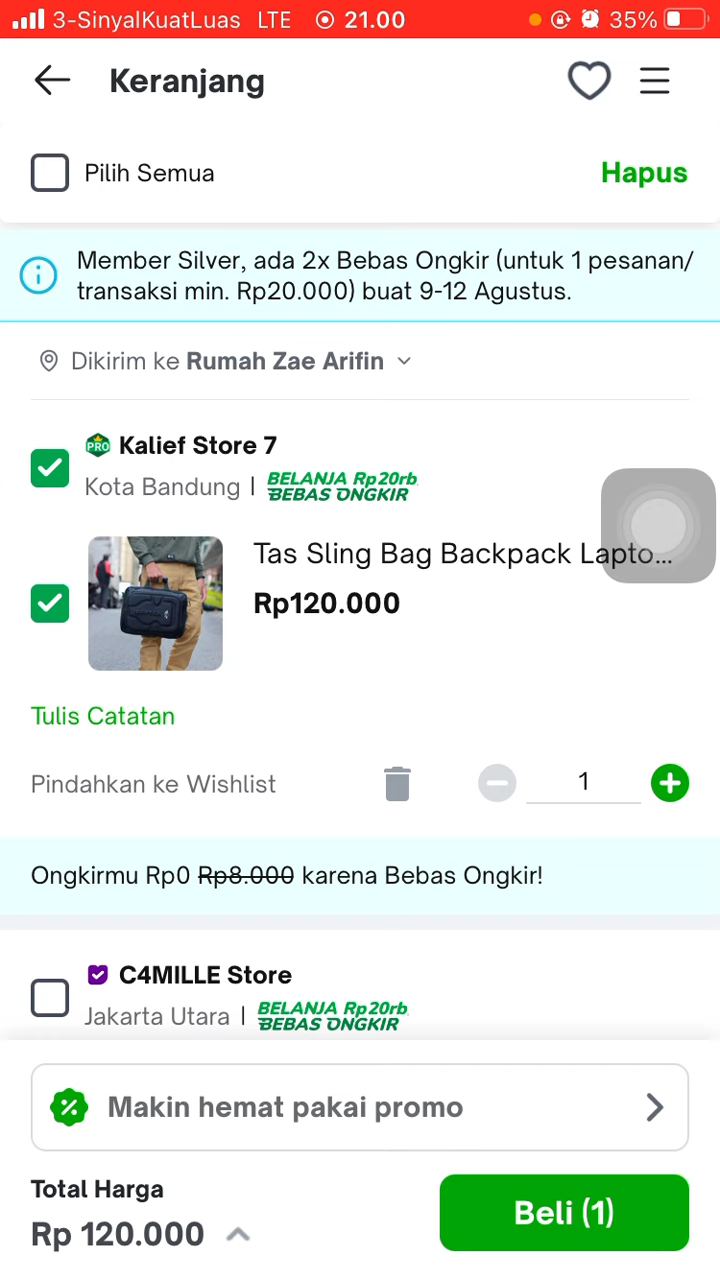 3-SinyalKuatLuas LTE 21.00 35%
Keranjang
Pilih Semua Hapus
Member Silver, ada 2x Bebas Ongkir (untuk 1 pesanan/
transaksi min. Rp20.000) buat 9-12 Agustus.
Dikirim ke Rumah Zae Arifin
PRO Kalief Store 7
Kota Bandung | BELANJA Rp20rb
BEBAS ONGKIR
Tas Sling Bag Backpack Lapto...
Rp120.000
Tulis Catatan
Pindahkan ke Wishlist 1
Ongkirmu Rp0 Rp8.000 karena Bebas Ongkir!
C4MILLE Store
Jakarta Utara | BELANJA Rp20rb
BEBAS ONGKIR
Makin hemat pakai promo
Total Harga
Rp 120.000
Beli (1)